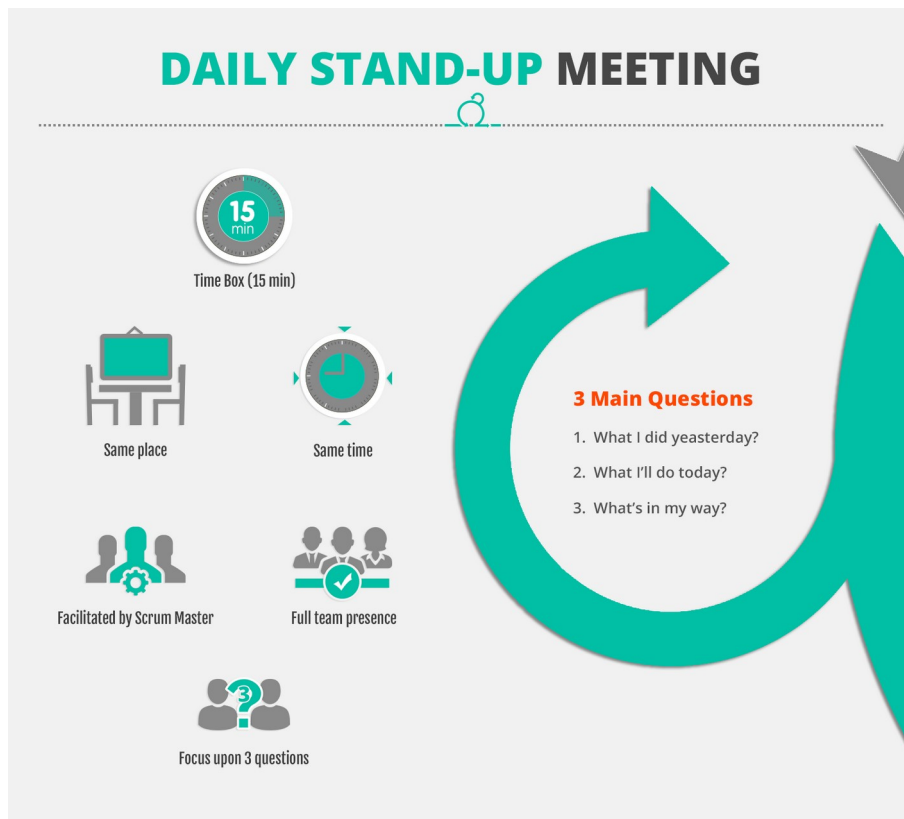 DAILY STAND-UP MEETING
15
min
Time Box (15 min)
Same place
Same time
Facilitated by Scrum Master
Full team presence
3
Focus upon 3 questions
3 Main Questions
1. What I did yeasterday?
2. What I'll do today?
3. What's in my way?